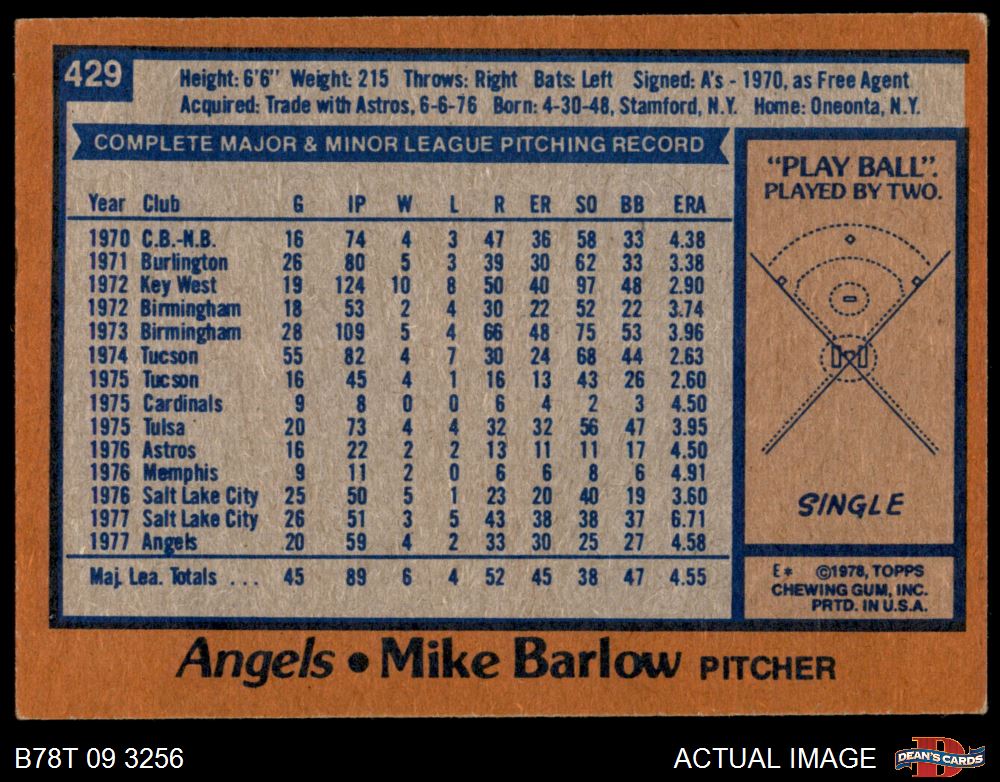 429
Height: 6'6" Weight: 215 Throws: Right Bats: Left Signed: A's - 1970, as Free Agent
Acquired: Trade with Astros, 6-6-76 Born: 4-30-48, Stamford, N.Y. Home: Oneonta, N.Y.
COMPLETE MAJOR & MINOR LEAGUE PITCHING RECORD
Year Club G IP W L R ER SO BB ERA
1970 C.B.-N.B. 16 74 4 3 47 36 58 33 4.38
1971 Burlington 26 80 5 3 39 30 62 33 3.38
1972 Key West 19 124 10 8 50 40 97 48 2.90
1972 Birmingham 18 53 2 4 30 22 52 22 3.74
1973 Birmingham 28 109 5 4 66 48 75 53 3.96
1974 Tucson 55 82 4 7 30 24 68 44 2.63
1975 Tucson 16 45 4 1 16 13 43 26 2.60
1975 Cardinals 9 8 0 0 6 4 2 3 4.50
1975 Tulsa 20 73 4 4 32 32 56 47 3.95
1976 Astros 16 22 2 2 13 11 11 17 4.50
1976 Memphis 9 11 2 0 6 6 8 6 4.91
1976 Salt Lake City 25 50 5 1 23 20 40 19 3.60
1977 Salt Lake City 26 51 3 5 43 38 38 37 6.71
1977 Angels 20 59 4 2 33 30 25 27 4.58
Maj. Lea. Totals ... 45 89 6 4 52 45 38 47 4.55
"PLAY BALL".
PLAYED BY TWO.
SINGLE
E* ©1978, TOPPS
CHEWING GUM, INC.
PRTD. IN U.S.A.
Angels • Mike Barlow PITCHER
B78T 09 3256
ACTUAL IMAGE
D
DEAN'S CARDS